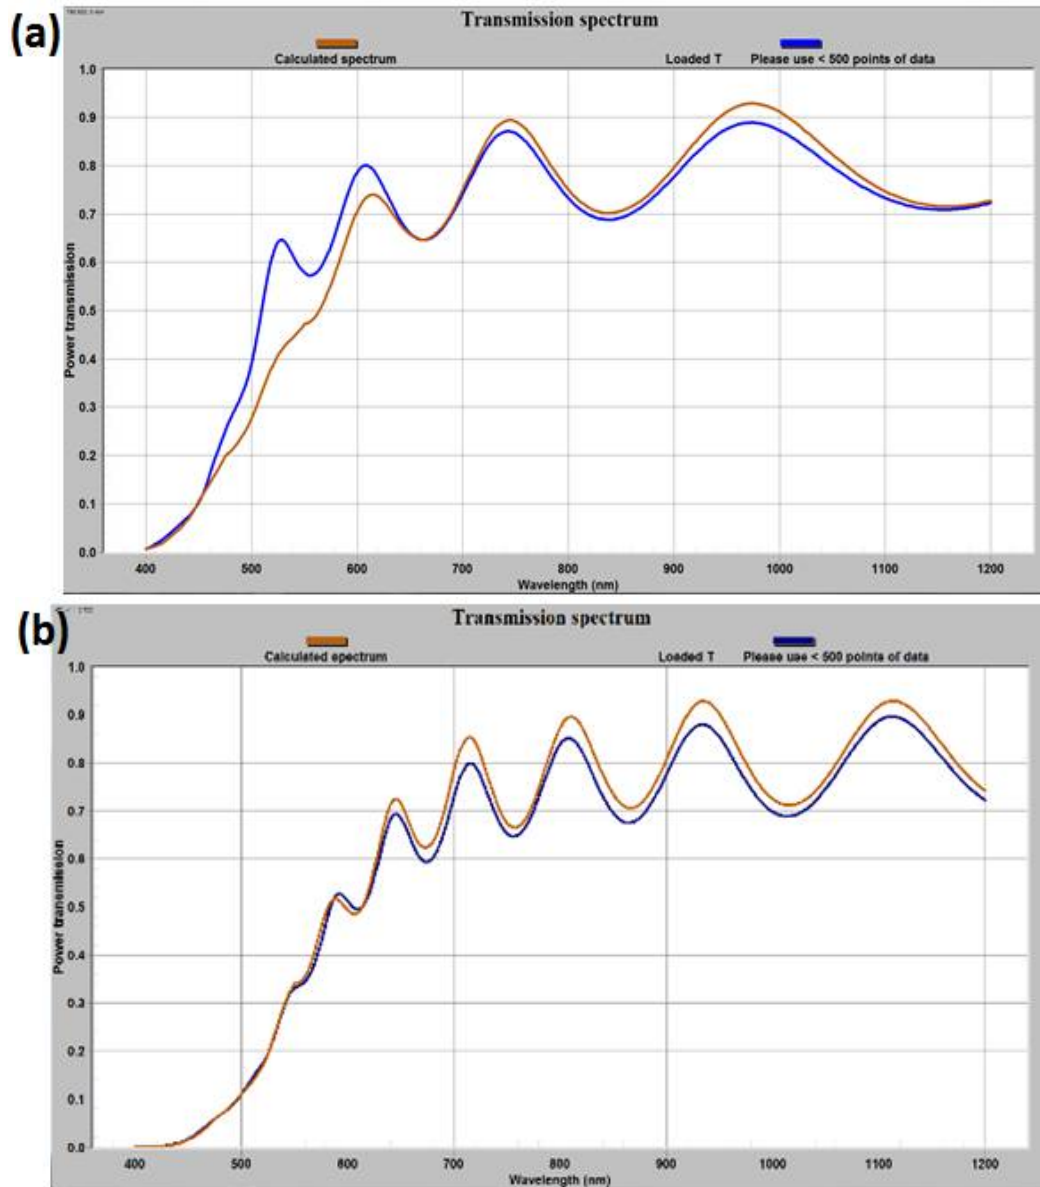 (a)
Transmission spectrum
Calculated spectrum
Loaded T Please use < 500 points of data
1.0
0.9
0.8
0.7
0.6
0.5
0.4
0.3
0.2
0.1
0.0
Power transmission
400 500 600 700 800 900 1000 1100 1200
Wavelength (nm)
(b)
Transmission spectrum
Calculated epectrum
Loaded T Please use < 500 points of data
1.0
0.9
0.8
0.7
0.6
0.5
0.4
0.3
0.2
0.1
0.0
Power transmission
400 500 600 700 800 900 1000 1100 1200
Wavelength (nm)